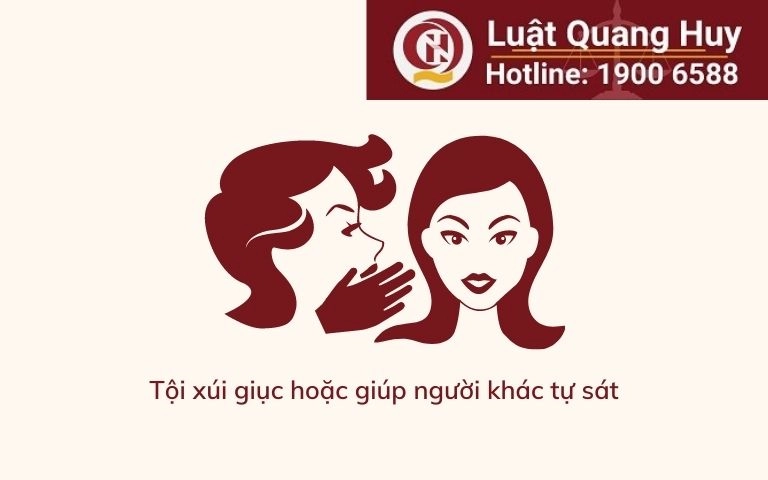 Luật Quang Huy
Hotline: 1900 6588
Tội xúi giục hoặc giúp người khác tự sát